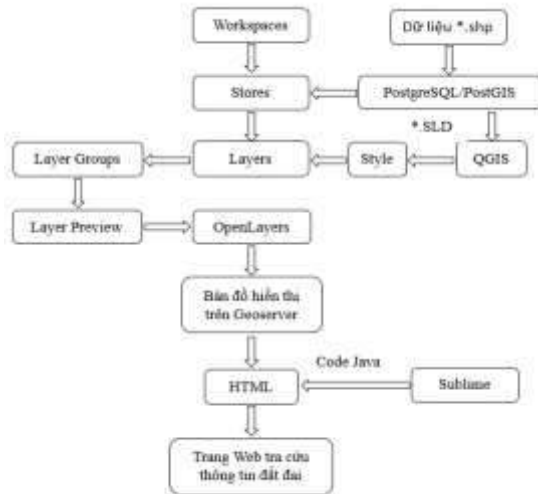 Workspaces
Dữ liệu *.shp
Stores
PostgreSQL/PostGIS
*.SLD
Layer Groups
Layers
Style
QGIS
Layer Preview
OpenLayers
Bản đồ hiển thị
trên Geoserver
Code Java
HTML
Sublime
Trang Web tra cứu
thông tin đất đai